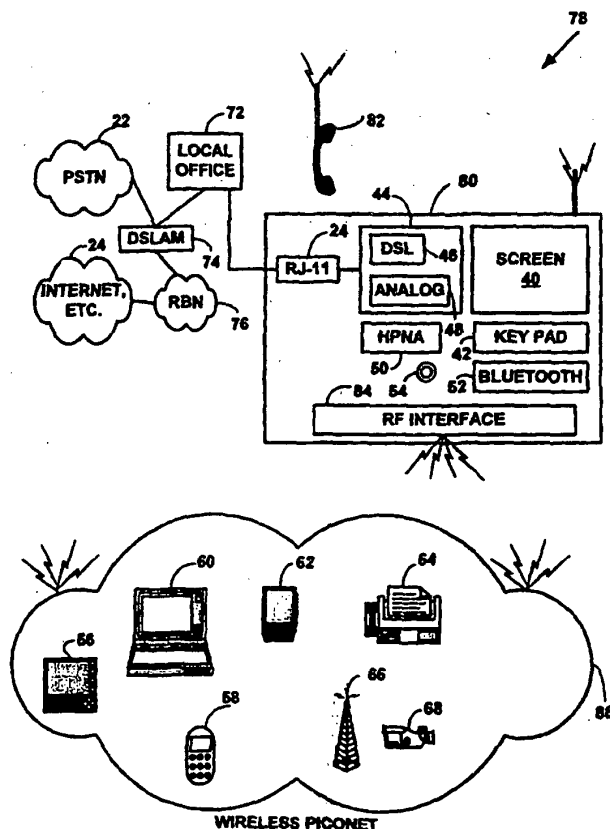 78
22
72
82
PSTN
LOCAL
OFFICE
44
80
24
DSLAM
74
24
RJ-11
DSL
46
SCREEN
40
INTERNET,
ETC.
RBN
76
ANALOG
48
HPNA
50
42
KEY PAD
54
52
BLUETOOTH
84
RF INTERFACE
60
62
64
56
58
66
68
WIRELESS PICONET